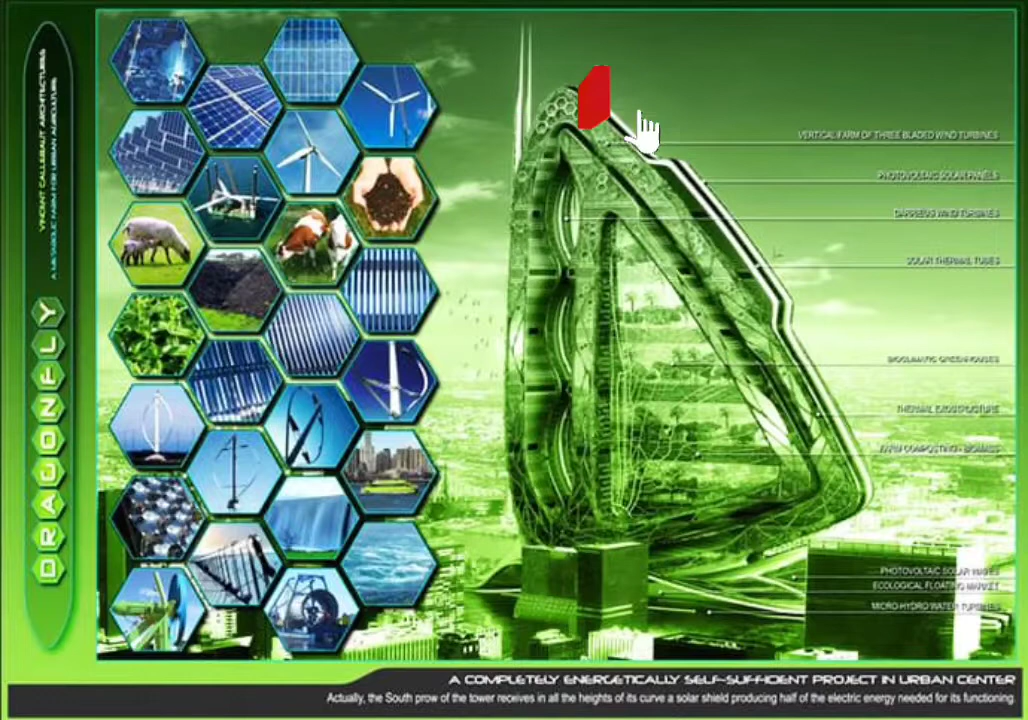 VINCENT CALLEBAUT ARCHITECTURES
A METABOLIC FARM FOR URBAN AGRICULTURE
DRAGONFLY
VERTICAL FARM OF THREE BLADED WIND TURBINES
PHOTOVOLTAIC SOLAR PANELS
DARRIEUS WIND TURBINES
SOLAR THERMAL TUBES
BIOCLIMATIC GREENHOUSES
THERMAL EXOSTRUCTURE
FARM COMPOSTING - BIOMASS
PHOTOVOLTAIC SOLAR
ECOLOGICAL FLOATING MARKET
MICRO-HYDRO WATER TURBINES
A COMPLETELY ENERGETICALLY SELF-SUFFICIENT PROJECT IN URBAN CENTER
Actually, the South prow of the tower receives in all the heights of its curve a solar shield producing half of the electric energy needed for its functioning.